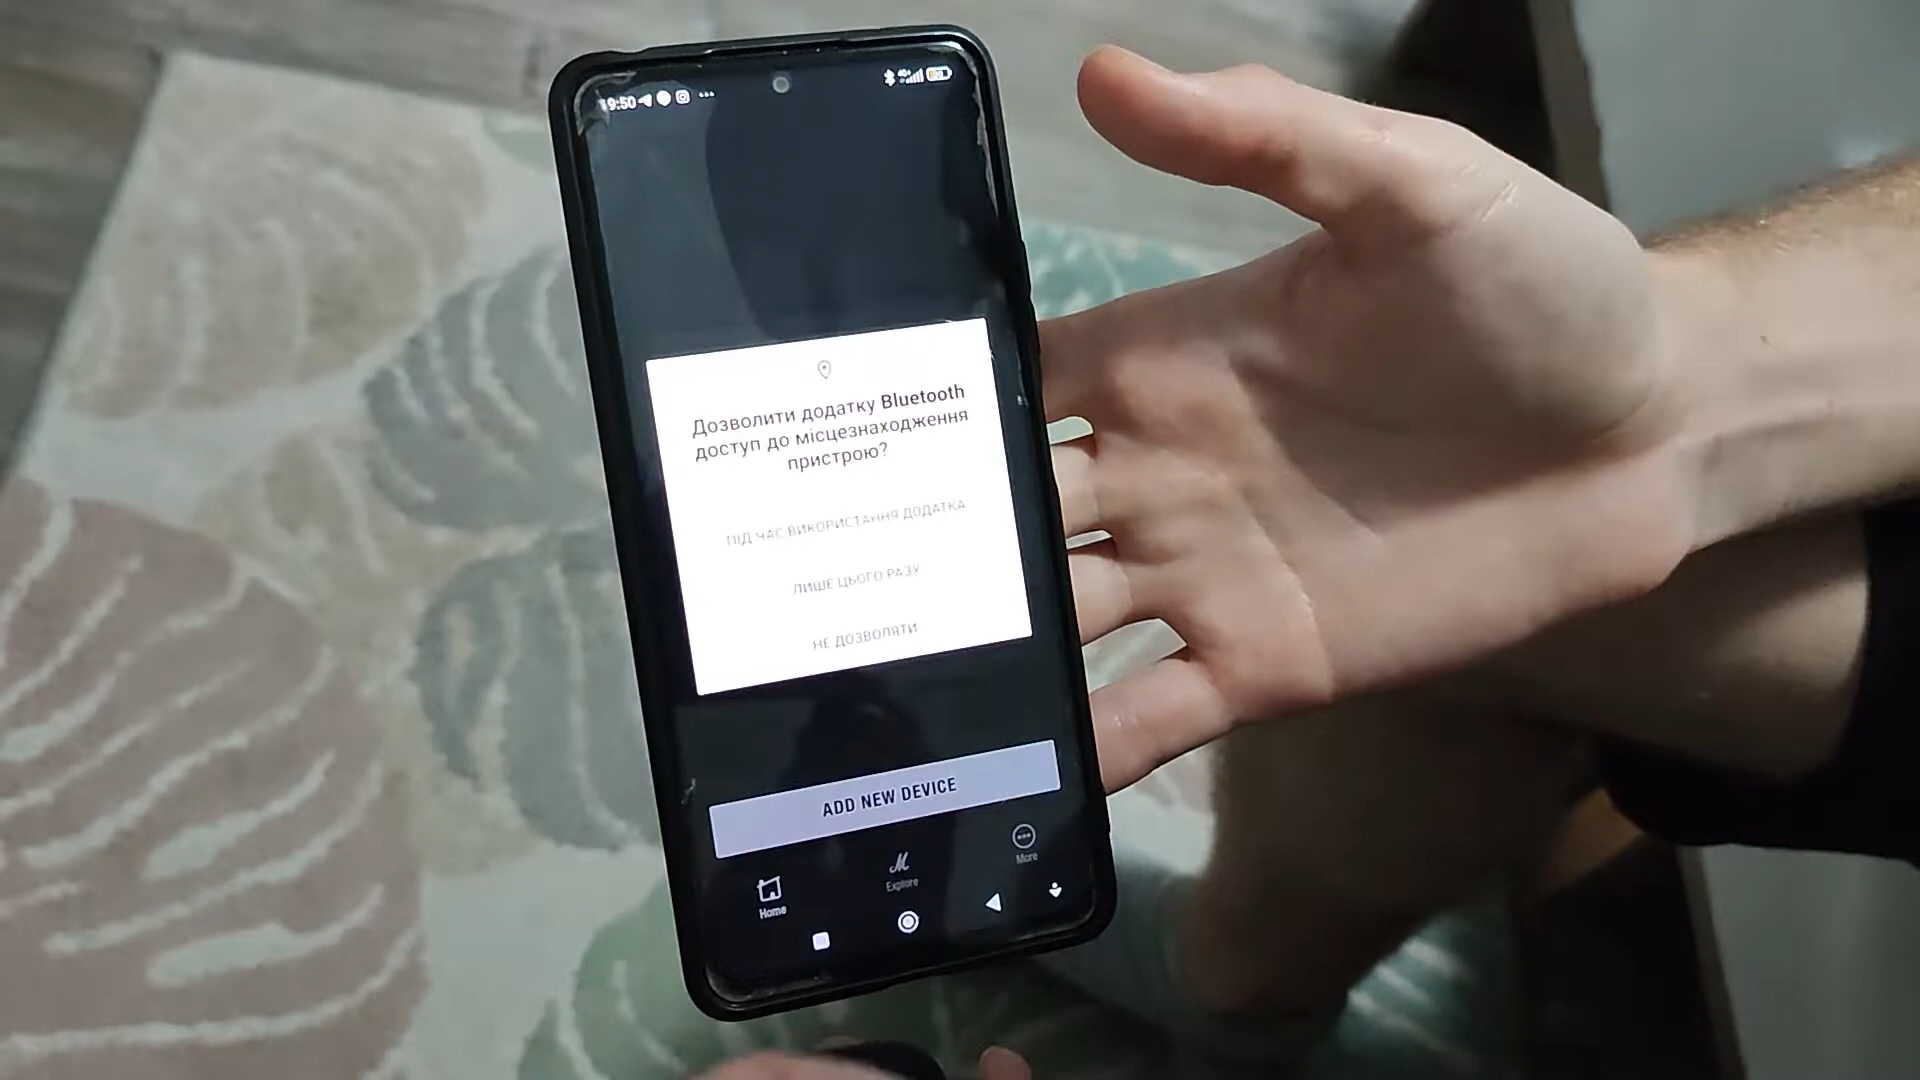 19:50
4G+
Дозволити додатку Bluetooth
доступ до місцезнаходження
пристрою?
ПІД ЧАС ВИКОРИСТАННЯ ДОДАТКА
ЛИШЕ ЦЬОГО РАЗУ
НЕ ДОЗВОЛЯТИ
ADD NEW DEVICE
Home
Explore
More